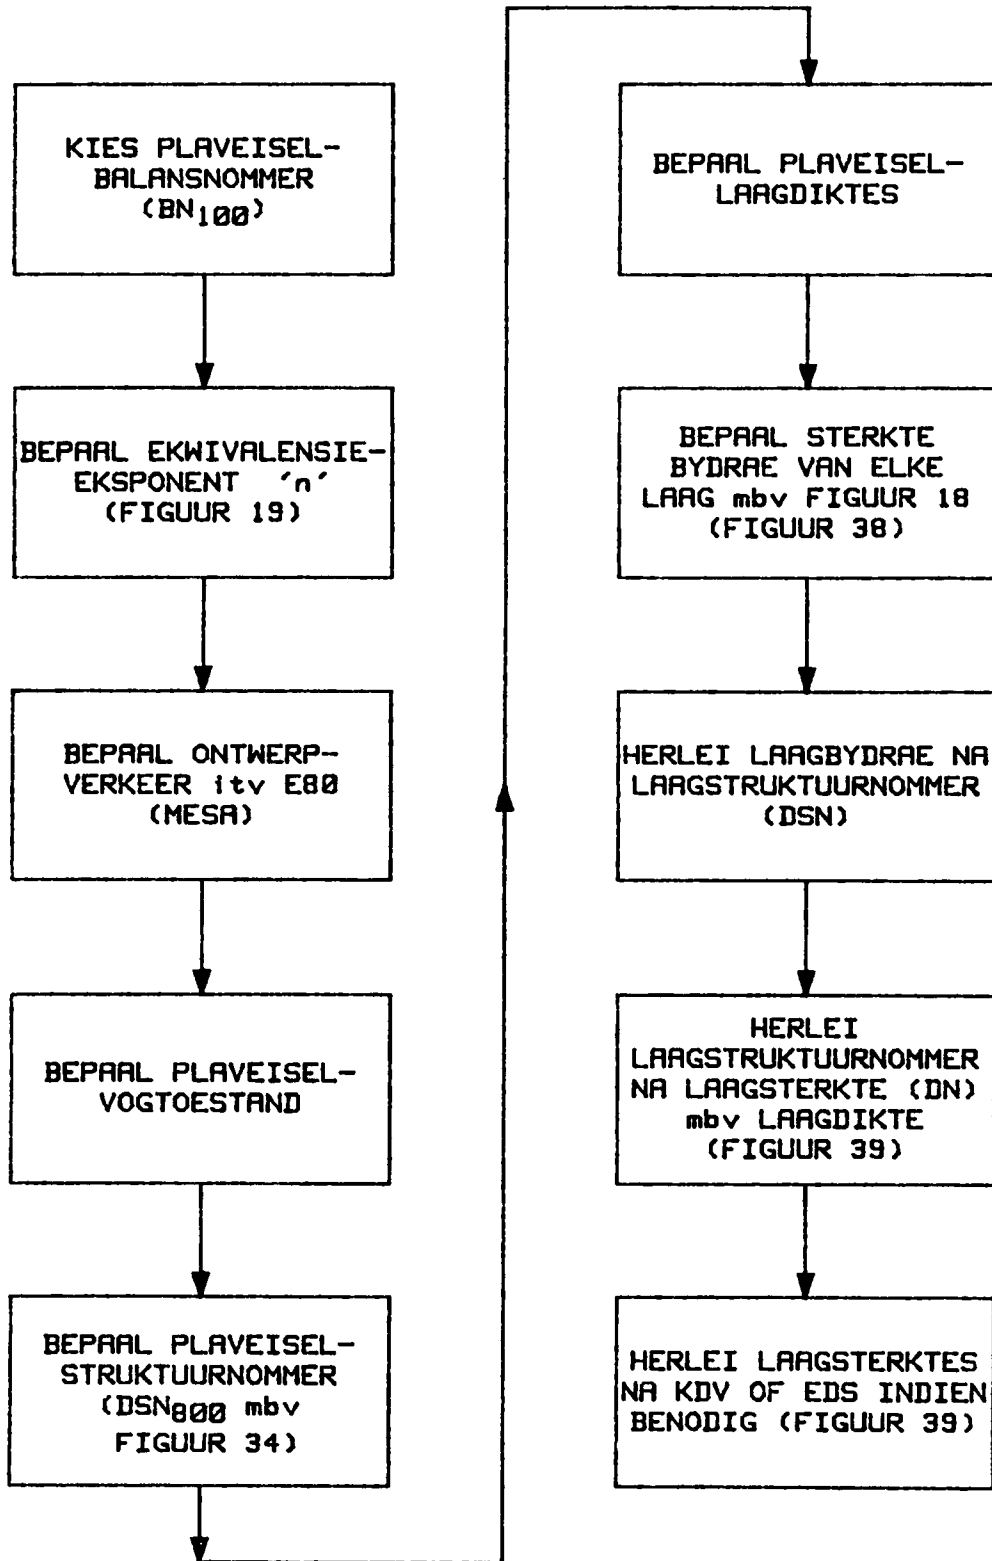 KIES PLAVEISEL-
BALANSNOMMER
(BN100)
BEPAAL EKWIVALENSIE-
EKSPONENT 'n'
(FIGUUR 19)
BEPAAL ONTWERP-
VERKEER itv E80
(MESA)
BEPAAL PLAVEISEL-
VOGTOESTAND
BEPAAL PLAVEISEL-
STRUKTUURNOMMER
(DSN800 mbv
FIGUUR 34)
BEPAAL PLAVEISEL-
LAAGDIKTES
BEPAAL STERKTE
BYDRAE VAN ELKE
LAAG mbv FIGUUR 18
(FIGUUR 38)
HERLEI LAAGBYDRAE NA
LAAGSTRUKTUURNOMMER
(DSN)
HERLEI
LAAGSTRUKTUURNOMMER
NA LAAGSTERKTE (DN)
mbv LAAGDIKTE
(FIGUUR 39)
HERLEI LAAGSTERKTES
NA KDV OF EDS INDIEN
BENODIG (FIGUUR 39)